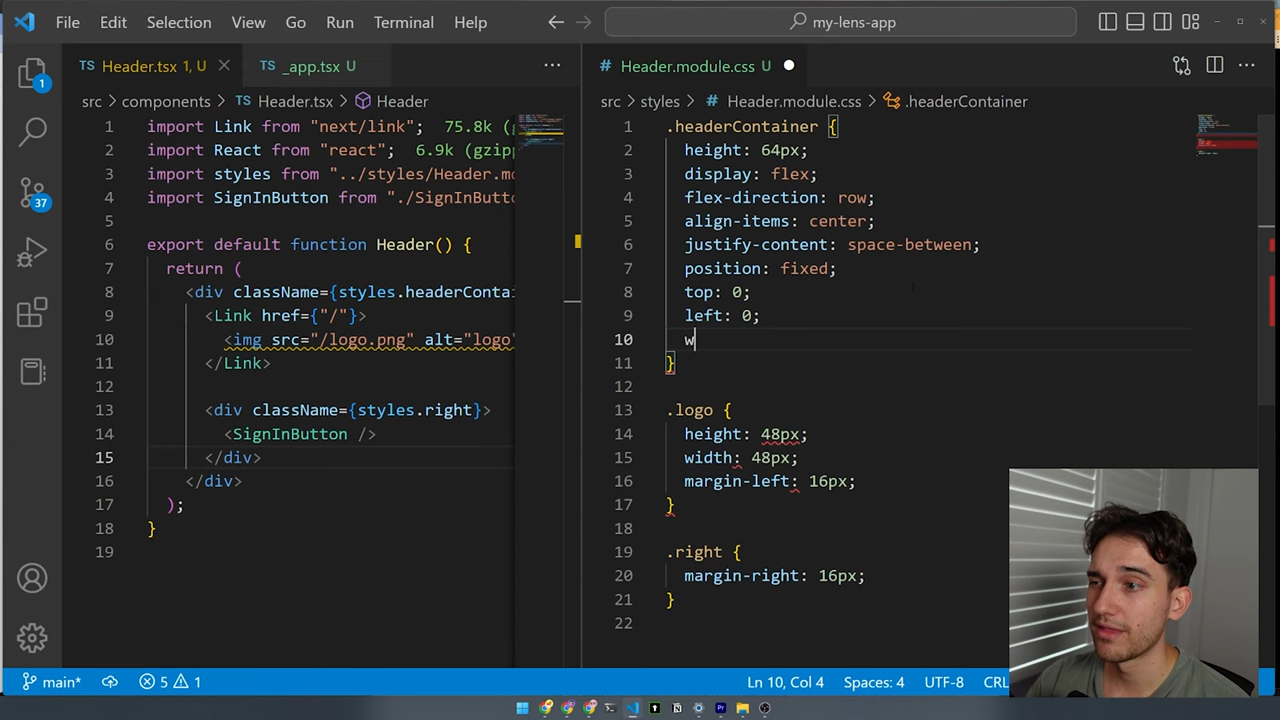 File Edit Selection View Go Run Terminal Help my-lens-app
TS Header.tsx 1, U TS _app.tsx U
# Header.module.css U
src components TS Header.tsx Header
src styles # Header.module.css .headerContainer
1 import Link from "next/link"; 75.8k (g
2 import React from "react"; 6.9k (gzipp
3 import styles from "../styles/Header.mo
4 import SignInButton from "./SignInButto
5
6 export default function Header() {
7 return (
8 <div className={styles.headerContai
9 <Link href={"/"}>
10 <img src="/logo.png" alt="logo"
11 </Link>
12
13 <div className={styles.right}>
14 <SignInButton />
15 </div>
16 </div>
17 );
18 }
19
1 .headerContainer {
2 height: 64px;
3 display: flex;
4 flex-direction: row;
5 align-items: center;
6 justify-content: space-between;
7 position: fixed;
8 top: 0;
9 left: 0;
10 w
11 }
12
13 .logo {
14 height: 48px;
15 width: 48px;
16 margin-left: 16px;
17 }
18
19 .right {
20 margin-right: 16px;
21 }
22
1
37
main* 5 1 Ln 10, Col 4 Spaces: 4 UTF-8 CRL